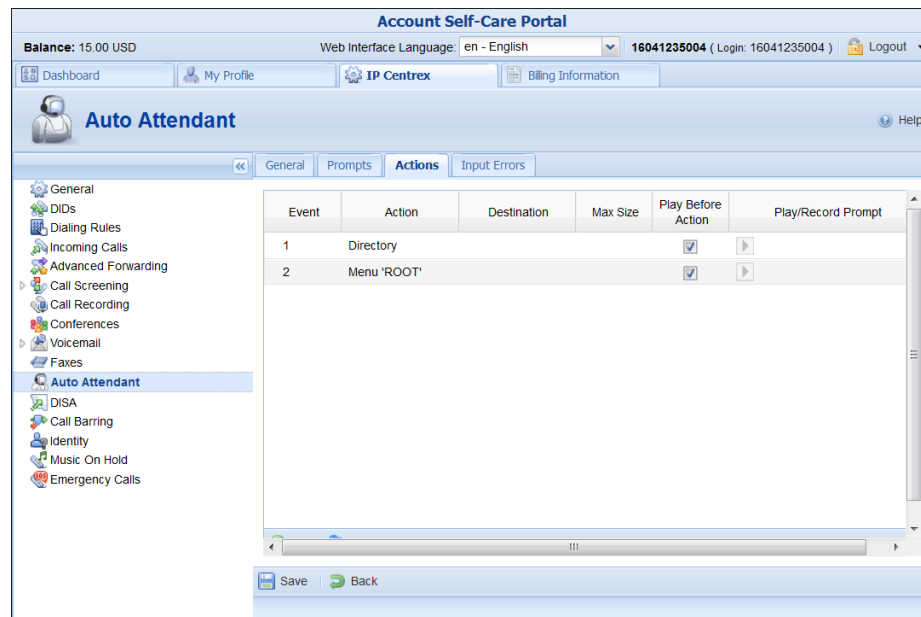 Account Self-Care Portal
Balance: 15.00 USD Web Interface Language: en - English 16041235004 ( Login: 16041235004 ) Logout
Dashboard My Profile IP Centrex Billing Information
Auto Attendant Help
General Prompts Actions Input Errors
General
DIDs
Dialing Rules
Incoming Calls
Advanced Forwarding
Call Screening
Call Recording
Conferences
Voicemail
Faxes
Auto Attendant
DISA
Call Barring
Identity
Music On Hold
Emergency Calls
Event Action Destination Max Size Play Before Action Play/Record Prompt
1 Directory
2 Menu 'ROOT'
Save Back